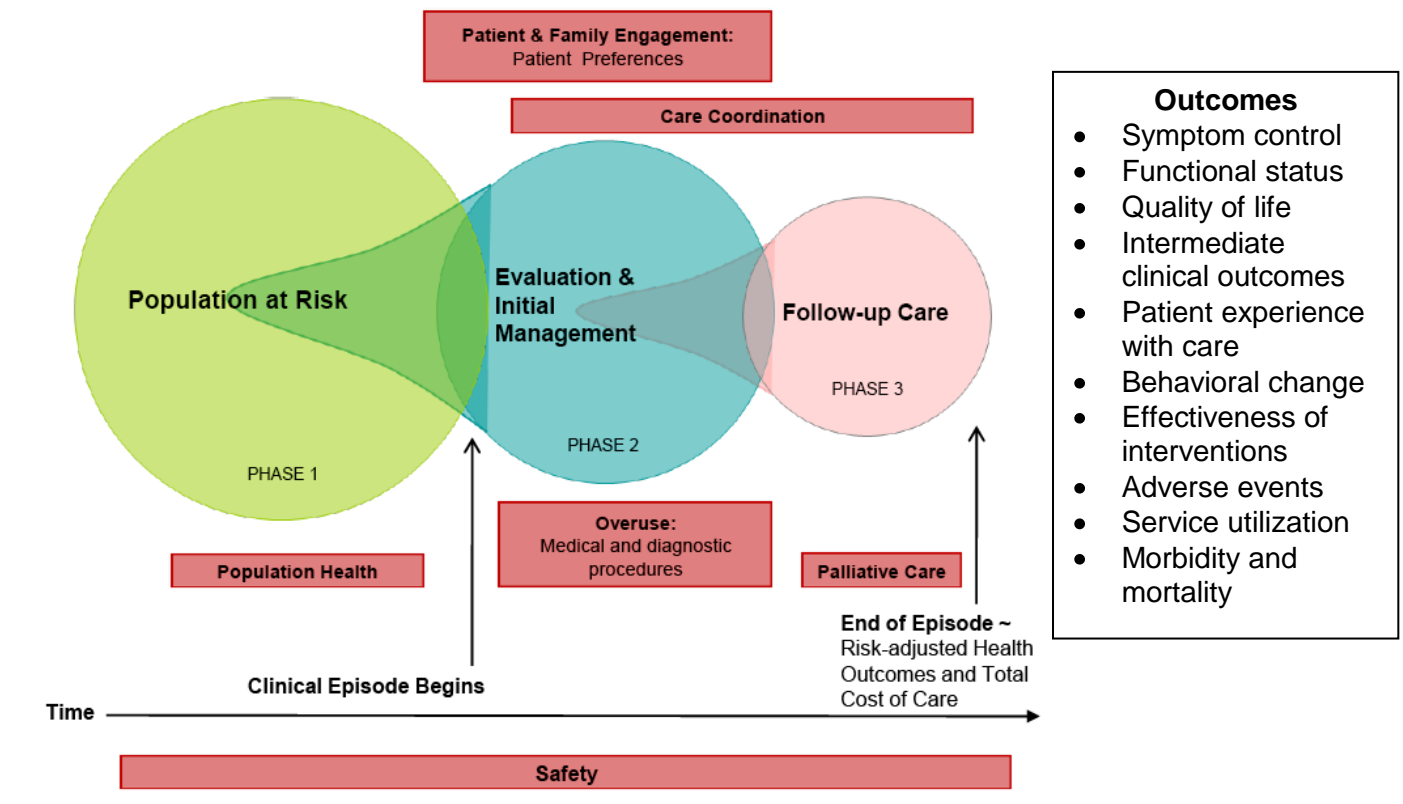 Patient & Family Engagement:
Patient Preferences
Care Coordination
Population at Risk
PHASE 1
Evaluation &
Initial
Management
PHASE 2
Follow-up Care
PHASE 3
Population Health
Overuse:
Medical and diagnostic
procedures
Palliative Care
Clinical Episode Begins
End of Episode ~
Risk-adjusted Health
Outcomes and Total
Cost of Care
Time
Safety
Outcomes
• Symptom control
• Functional status
• Quality of life
• Intermediate
clinical outcomes
• Patient experience
with care
• Behavioral change
• Effectiveness of
interventions
• Adverse events
• Service utilization
• Morbidity and
mortality